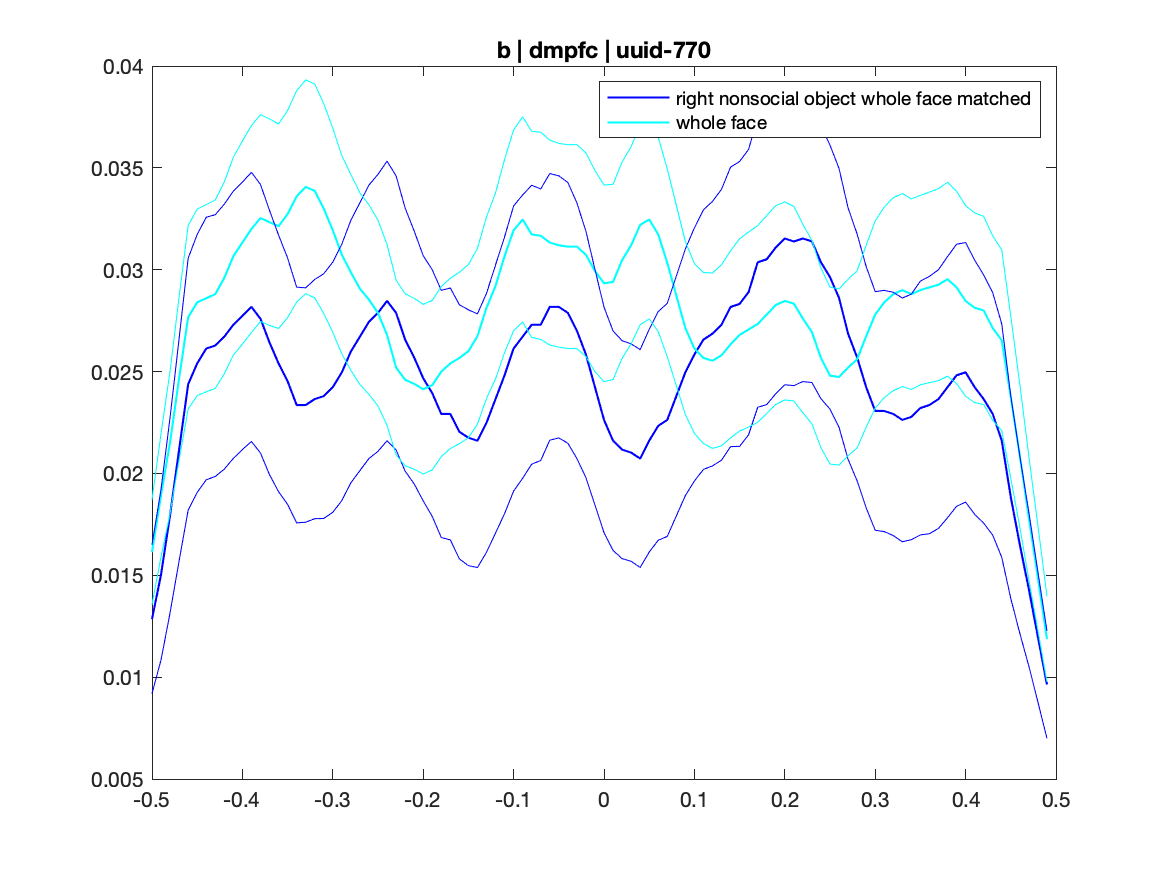 b | dmpfc | uuid-770
right nonsocial object whole face matched
whole face
0.04
0.035
0.03
0.025
0.02
0.015
0.01
0.005
-0.5 -0.4 -0.3 -0.2 -0.1 0 0.1 0.2 0.3 0.4 0.5